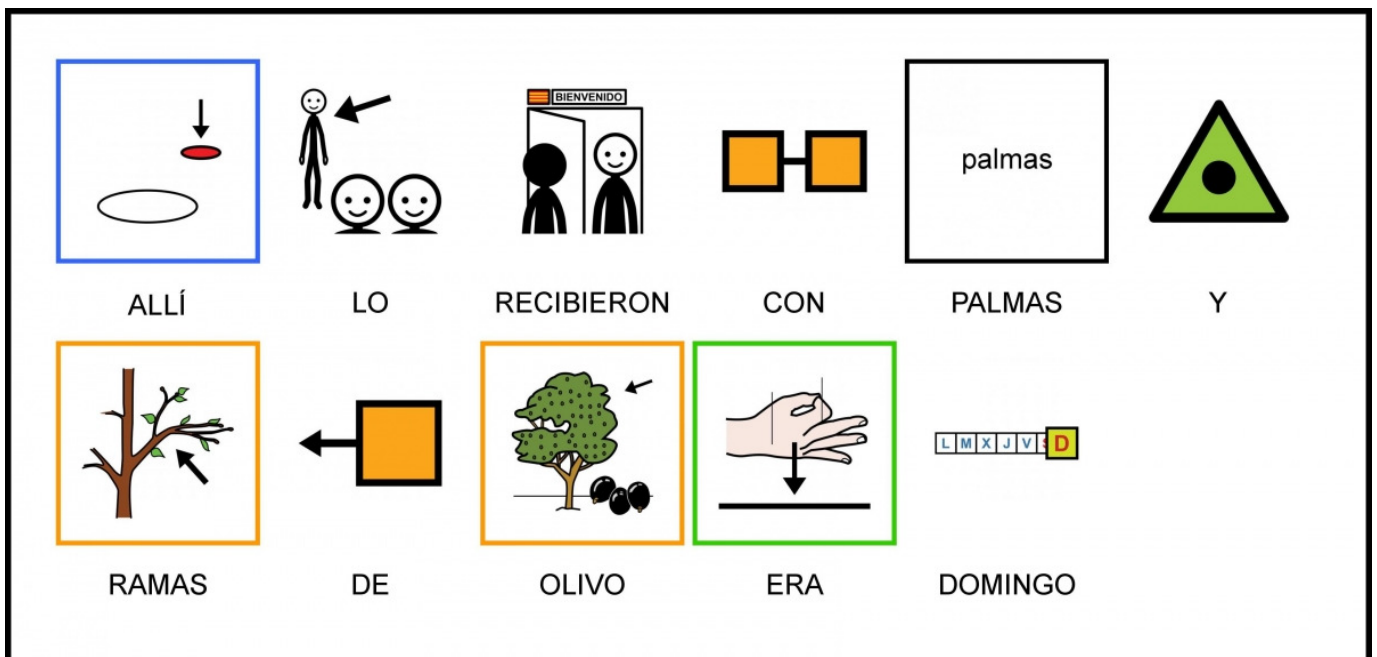 BIENVENIDO
palmas
ALLÍ LO RECIBIERON CON PALMAS Y
L M X J V S D
RAMAS DE OLIVO ERA DOMINGO